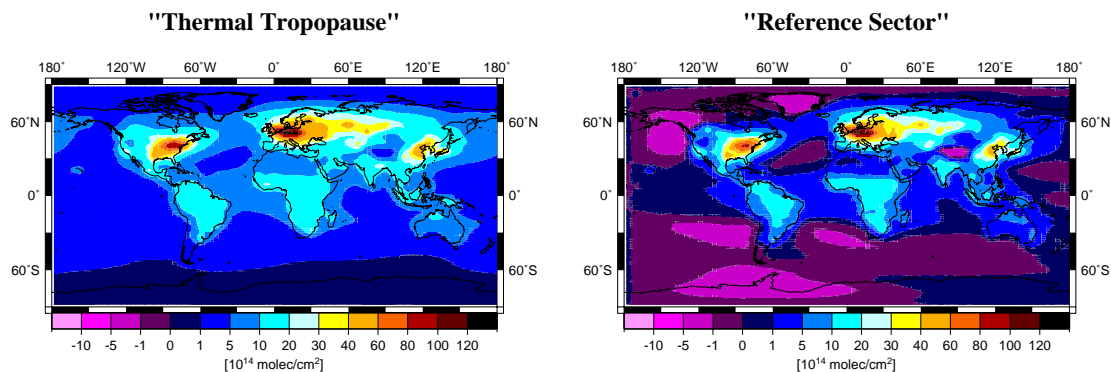 "Thermal Tropopause" "Reference Sector"
180˚ 120˚W 60˚W 0˚ 60˚E 120˚E 180˚ 180˚ 120˚W 60˚W 0˚ 60˚E 120˚E 180˚
60˚N 60˚N 60˚N 60˚N
0˚ 0˚ 0˚ 0˚
60˚S 60˚S 60˚S 60˚S
-10 -5 -1 0 1 5 10 20 30 40 60 80 100 120 -10 -5 -1 0 1 5 10 20 30 40 60 80 100 120
[10¹⁴ molec/cm²] [10¹⁴ molec/cm²]